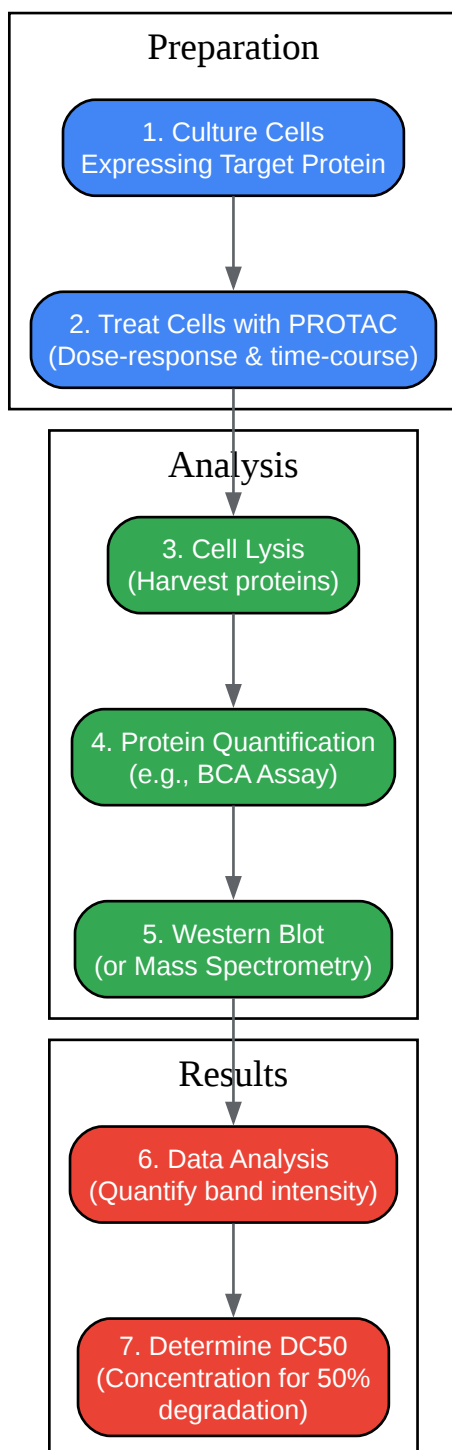 Preparation
1. Culture Cells
Expressing Target Protein
2. Treat Cells with PROTAC
(Dose-response & time-course)
Analysis
3. Cell Lysis
(Harvest proteins)
4. Protein Quantification
(e.g., BCA Assay)
5. Western Blot
(or Mass Spectrometry)
Results
6. Data Analysis
(Quantify band intensity)
7. Determine DC50
(Concentration for 50%
degradation)